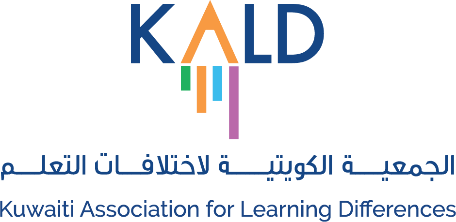 KALD
الجمعية الكويتية لاختلافات التعلم
Kuwaiti Association for Learning Differences